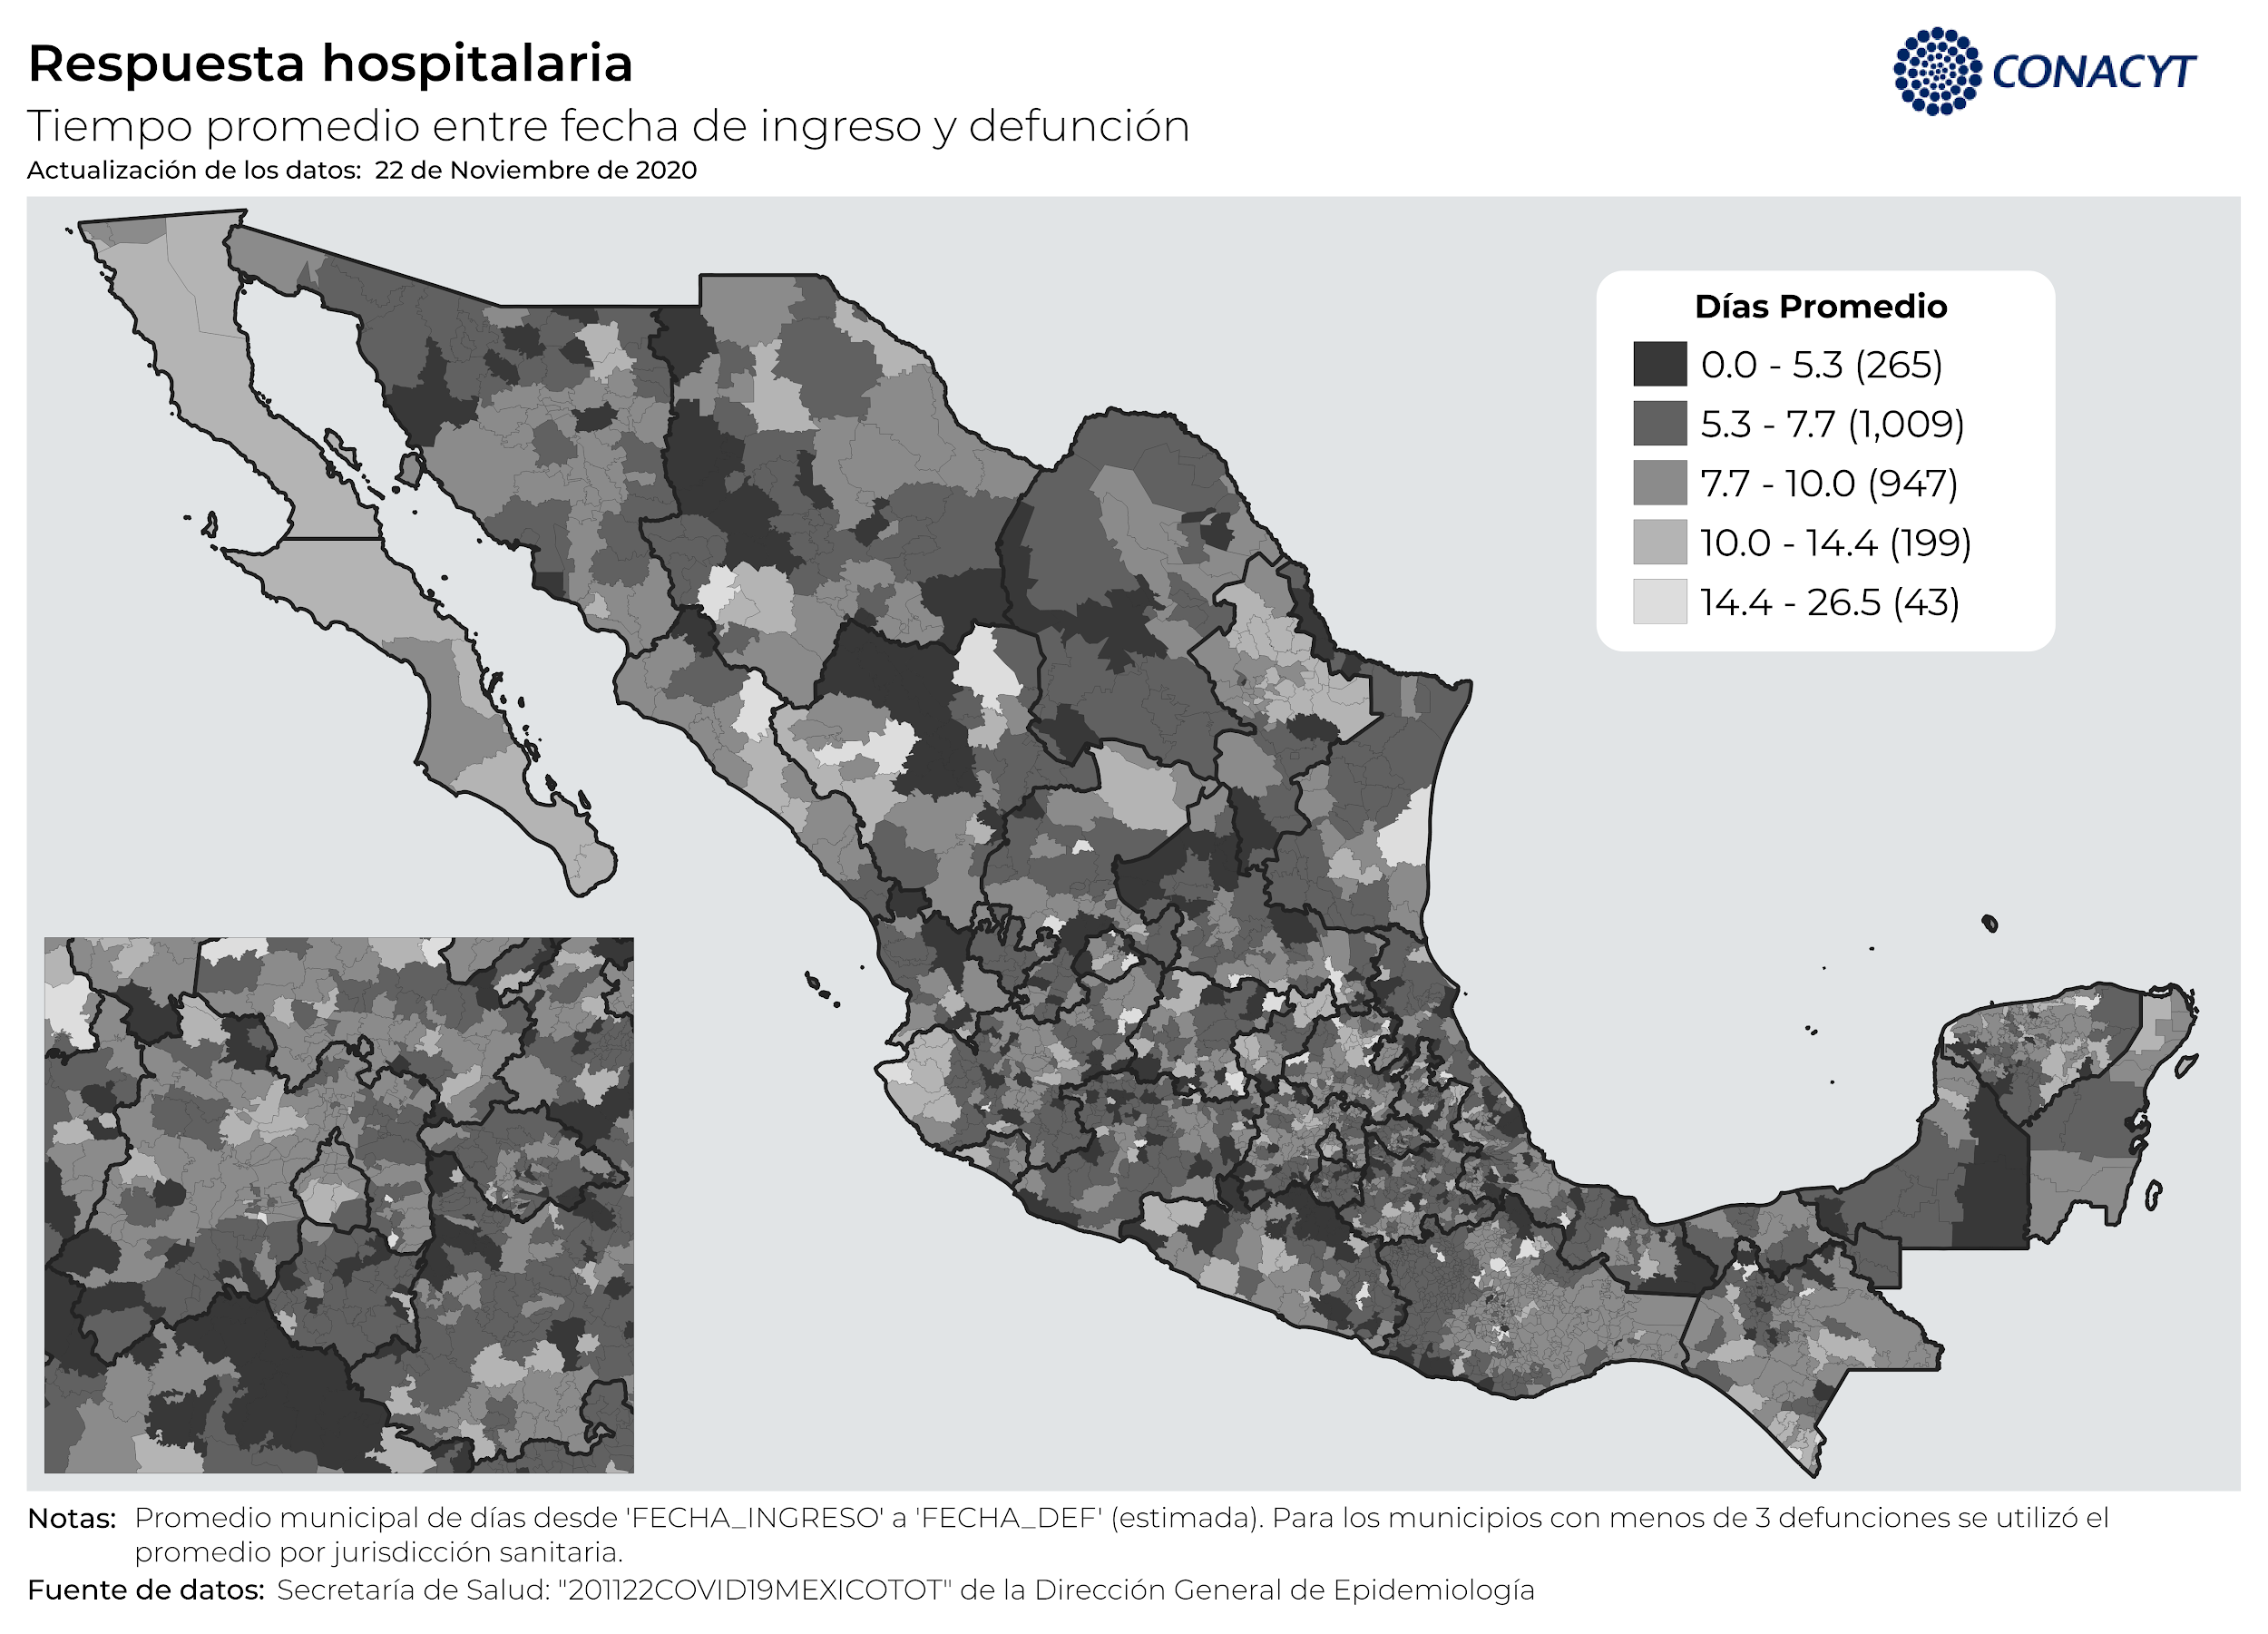 Respuesta hospitalaria
CONACYT
Tiempo promedio entre fecha de ingreso y defunción
Actualización de los datos: 22 de Noviembre de 2020
Días Promedio
0.0 - 5.3 (265)
5.3 - 7.7 (1,009)
7.7 - 10.0 (947)
10.0 - 14.4 (199)
14.4 - 26.5 (43)
Notas: Promedio municipal de días desde 'FECHA_INGRESO' a 'FECHA_DEF' (estimada). Para los municipios con menos de 3 defunciones se utilizó el
promedio por jurisdicción sanitaria.
Fuente de datos: Secretaría de Salud: "201122COVID19MEXICOTOT" de la Dirección General de Epidemiología